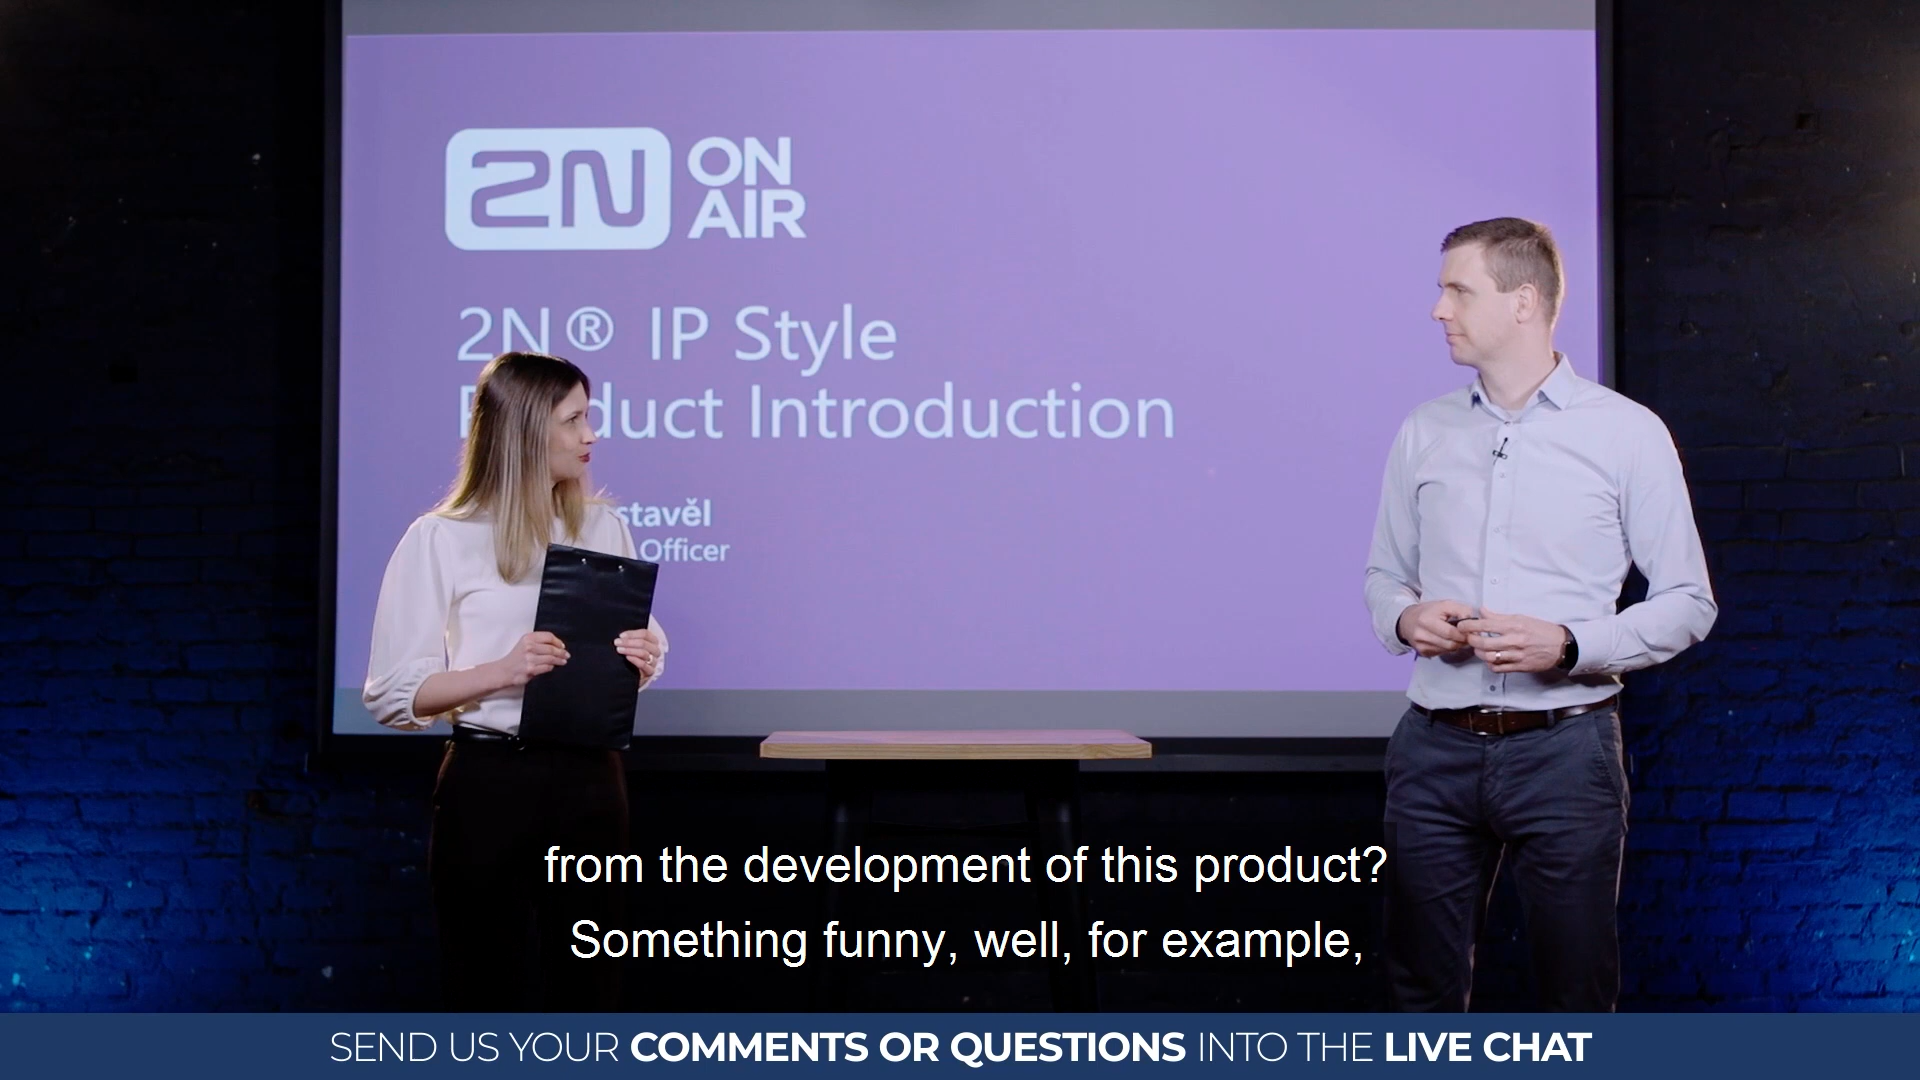 2N ON
AIR
2N® IP Style
Product Introduction
stavěl
Officer
from the development of this product?
Something funny, well, for example,
SEND US YOUR COMMENTS OR QUESTIONS INTO THE LIVE CHAT